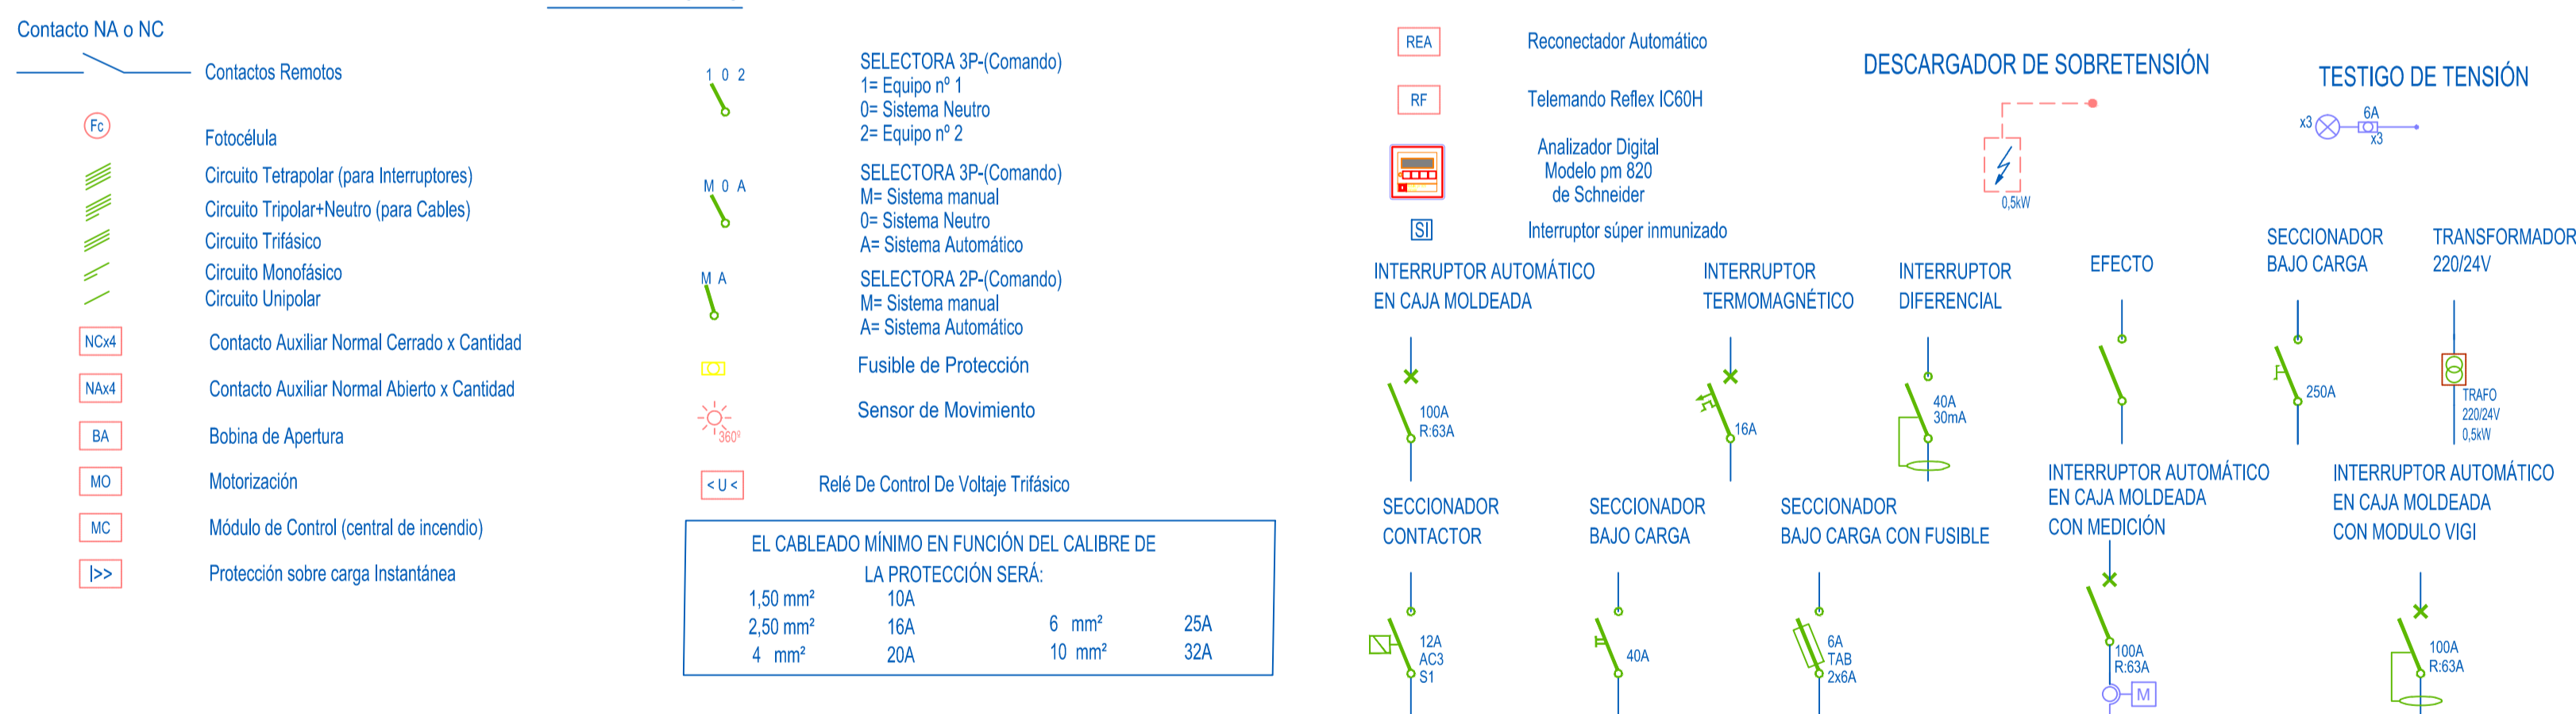 Contacto NA o NC
Contactos Remotos
Fc
Fotocélula
Circuito Tetrapolar (para Interruptores)
Circuito Tripolar+Neutro (para Cables)
Circuito Trifásico
Circuito Monofásico
Circuito Unipolar
NCx4
Contacto Auxiliar Normal Cerrado x Cantidad
NAx4
Contacto Auxiliar Normal Abierto x Cantidad
BA
Bobina de Apertura
MO
Motorización
MC
Módulo de Control (central de incendio)
I>>
Protección sobre carga Instantánea
1 0 2
SELECTORA 3P-(Comando)
1= Equipo nº 1
0= Sistema Neutro
2= Equipo nº 2
M 0 A
SELECTORA 3P-(Comando)
M= Sistema manual
0= Sistema Neutro
A= Sistema Automático
M A
SELECTORA 2P-(Comando)
M= Sistema manual
A= Sistema Automático
Fusible de Protección
Sensor de Movimiento
360º
< U <
Relé De Control De Voltaje Trifásico
EL CABLEADO MÍNIMO EN FUNCIÓN DEL CALIBRE DE
LA PROTECCIÓN SERÁ:
1,50 mm² 10A
2,50 mm² 16A 6 mm² 25A
4 mm² 20A 10 mm² 32A
REA
Reconectador Automático
RF
Telemando Reflex IC60H
Analizador Digital
Modelo pm 820
de Schneider
SI
Interruptor súper inmunizado
DESCARGADOR DE SOBRETENSIÓN
0,5kW
TESTIGO DE TENSIÓN
x3
6A
x3
INTERRUPTOR AUTOMÁTICO
EN CAJA MOLDEADA
100A
R:63A
INTERRUPTOR
TERMOMAGNÉTICO
16A
INTERRUPTOR
DIFERENCIAL
40A
30mA
EFECTO
SECCIONADOR
BAJO CARGA
250A
TRANSFORMADOR
220/24V
TRAFO
220/24V
0,5kW
SECCIONADOR
CONTACTOR
12A
AC3
S1
SECCIONADOR
BAJO CARGA
40A
SECCIONADOR
BAJO CARGA CON FUSIBLE
6A
TAB
2x6A
INTERRUPTOR AUTOMÁTICO
EN CAJA MOLDEADA
CON MEDICIÓN
100A
R:63A
M
INTERRUPTOR AUTOMÁTICO
EN CAJA MOLDEADA
CON MODULO VIGI
100A
R:63A